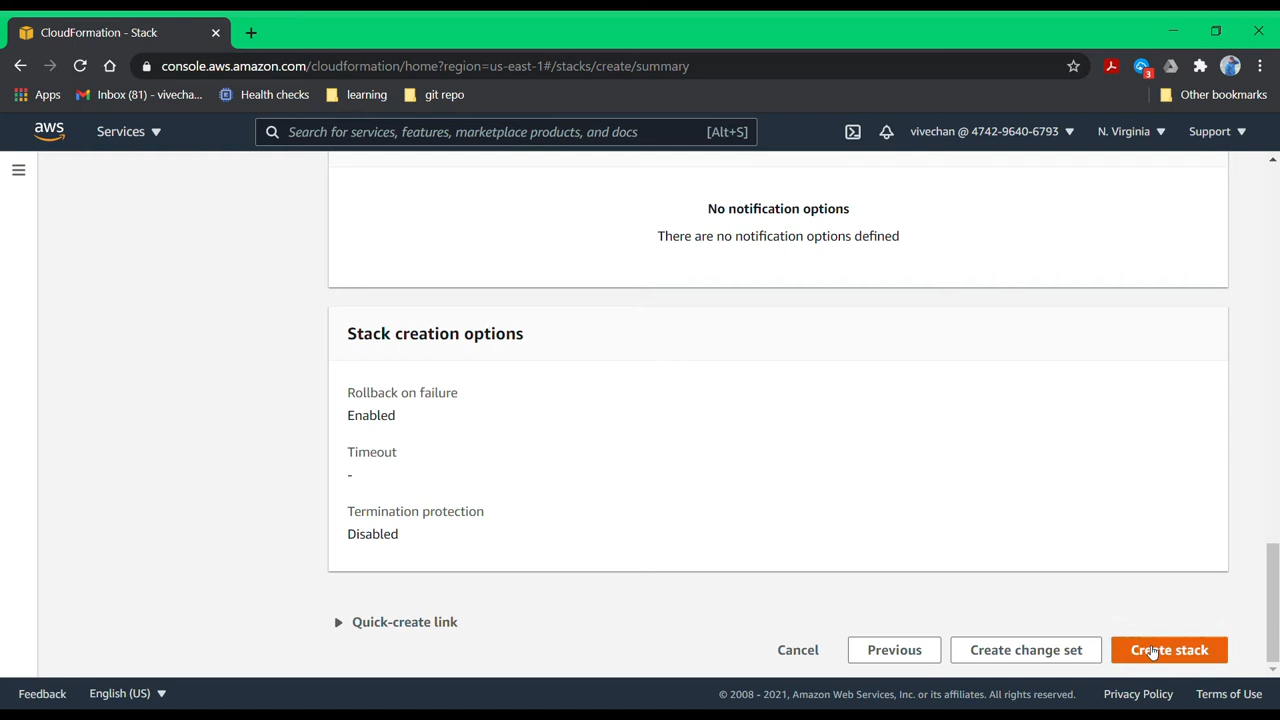 CloudFormation - Stack
console.aws.amazon.com/cloudformation/home?region=us-east-1#/stacks/create/summary
3
Apps
Inbox (81) - vivecha...
Health checks
learning
git repo
Other bookmarks
aws
Services
Search for services, features, marketplace products, and docs
[Alt+S]
vivechan @ 4742-9640-6793
N. Virginia
Support
No notification options
There are no notification options defined
Stack creation options
Rollback on failure
Enabled
Timeout
-
Termination protection
Disabled
Quick-create link
Cancel
Previous
Create change set
Create stack
Feedback
English (US)
© 2008 - 2021, Amazon Web Services, Inc. or its affiliates. All rights reserved.
Privacy Policy
Terms of Use